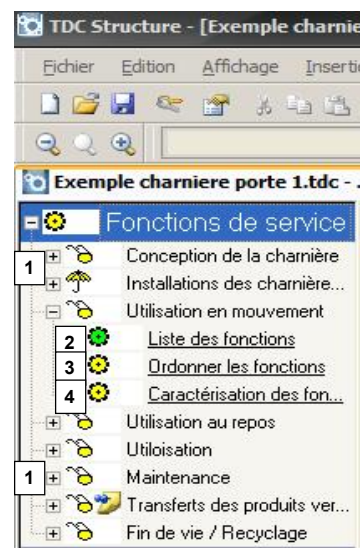 TDC Structure - [Exemple charnie
Fichier Edition Affichage Inserti
Exemple charniere porte 1.tdc - .
Fonctions de service
1 Conception de la charnière
Installations des charnière...
Utilisation en mouvement
2 Liste des fonctions
3 Ordonner les fonctions
4 Caractérisation des fon...
Utilisation au repos
Utiloisation
1 Maintenance
Transferts des produits ver...
Fin de vie / Recyclage